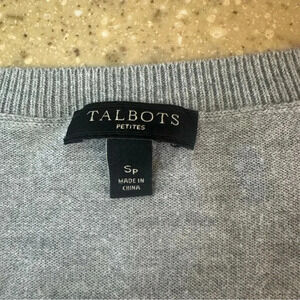 TALBOTS
PETITES
Sp
MADE IN
CHINA